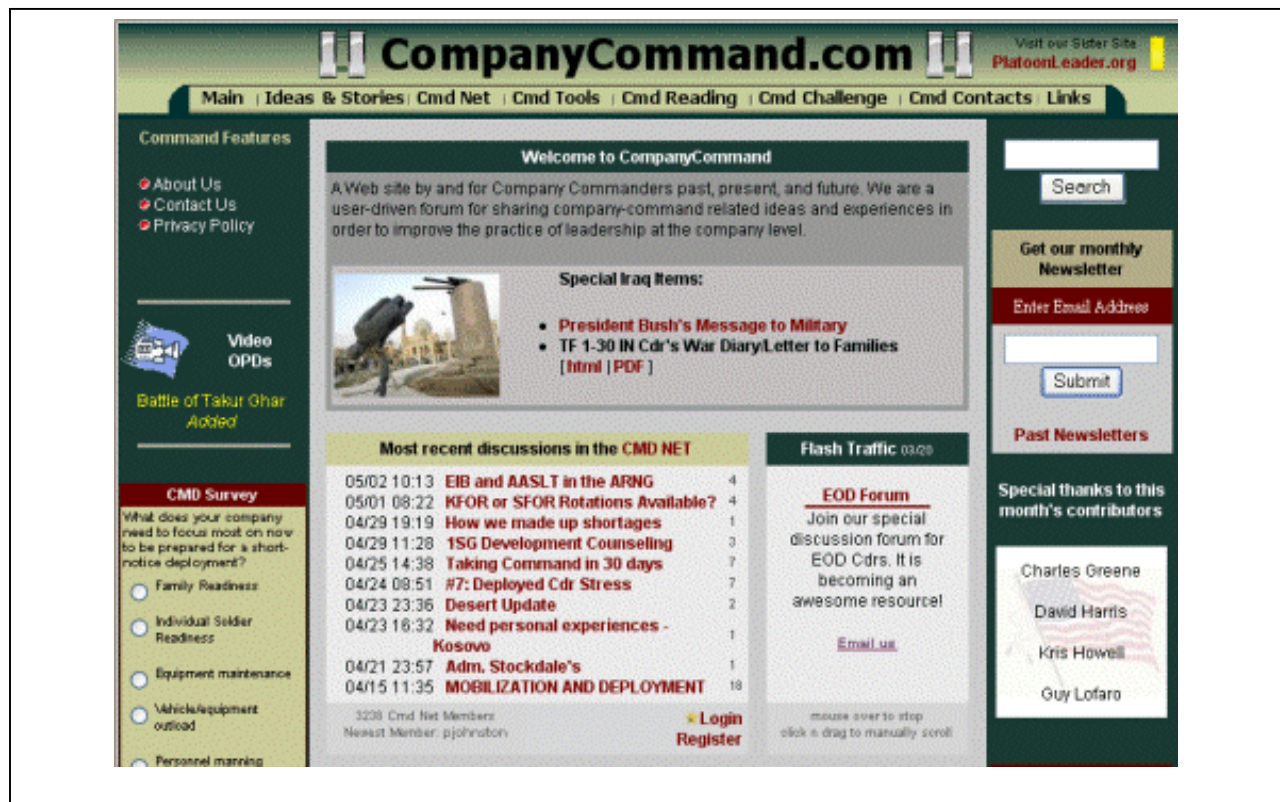 CompanyCommand.com
Visit our Sister Site
PlatoonLeader.org
Main | Ideas & Stories | Cmd Net | Cmd Tools | Cmd Reading | Cmd Challenge | Cmd Contacts | Links
Command Features
About Us
Contact Us
Privacy Policy
Video
OPDs
Battle of Takur Ghar
Added
CMD Survey
What does your company
need to focus most on now
to be prepared for a short-
notice deployment?
Family Readiness
Individual Soldier
Readiness
Equipment maintenance
Vehicle/equipment
outload
Personnel manning
Welcome to CompanyCommand
A Web site by and for Company Commanders past, present, and future. We are a
user-driven forum for sharing company-command related ideas and experiences in
order to improve the practice of leadership at the company level.
Special Iraq Items:
• President Bush's Message to Military
• TF 1-30 IN Cdr's War Diary/Letter to Families
[ html | PDF ]
Most recent discussions in the CMD NET
05/02 10:13 EIB and AASLT in the ARNG 4
05/01 08:22 KFOR or SFOR Rotations Available? 4
04/29 19:19 How we made up shortages 1
04/29 11:28 1SG Development Counseling 3
04/25 14:38 Taking Command in 30 days 7
04/24 08:51 #7: Deployed Cdr Stress 7
04/23 23:36 Desert Update 2
04/23 16:32 Need personal experiences -
Kosovo 1
04/21 23:57 Adm. Stockdale's 1
04/15 11:35 MOBILIZATION AND DEPLOYMENT 18
3238 Cmd Net Members
Newest Member: pjohnston
Login
Register
Flash Traffic 03/20
EOD Forum
Join our special
discussion forum for
EOD Cdrs. It is
becoming an
awesome resource!
Email us
mouse over to stop
click n drag to manually scroll
Search
Get our monthly
Newsletter
Enter Email Address
Submit
Past Newsletters
Special thanks to this
month's contributors
Charles Greene
David Harris
Kris Howell
Guy Lofaro